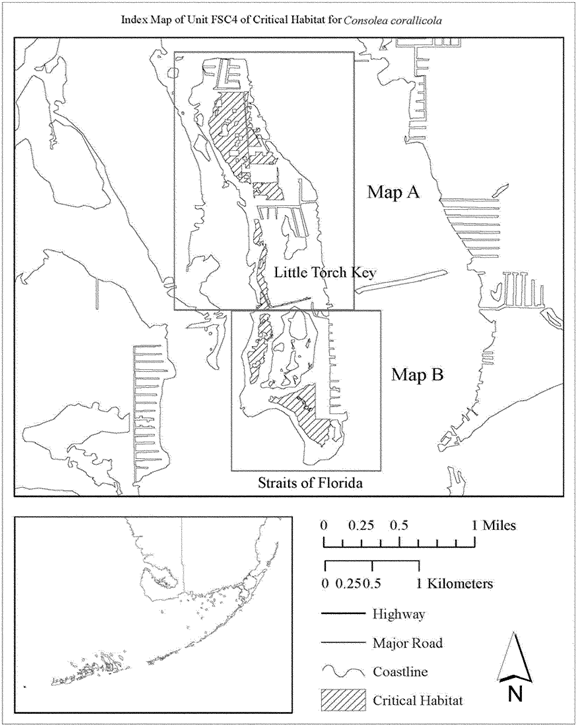 Index Map of Unit FSC4 of Critical Habitat for Consolea corallicola
Map A
Little Torch Key
Map B
Straits of Florida
0 0.25 0.5 1 Miles
0 0.25 0.5 1 Kilometers
Highway
Major Road
Coastline
Critical Habitat
N